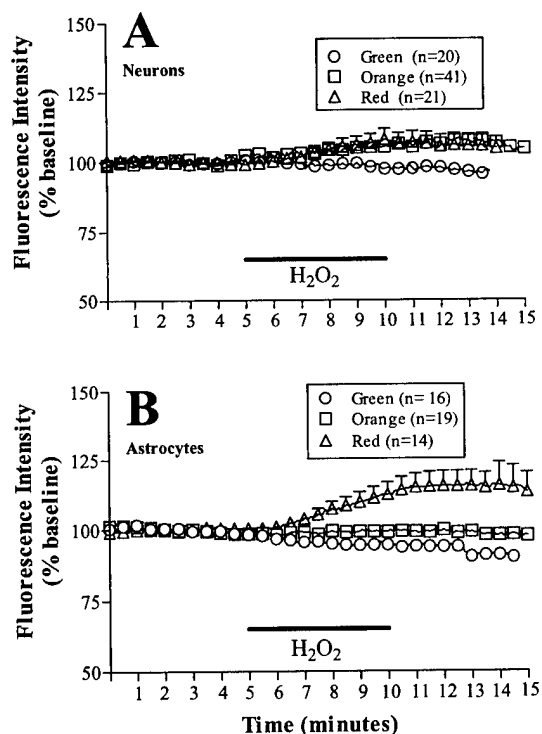 A
Neurons
Green (n=20)
Orange (n=41)
Red (n=21)
Fluorescence Intensity
(% baseline)
150
125
100
75
50
H₂O₂
1 2 3 4 5 6 7 8 9 10 11 12 13 14 15
B
Astrocytes
Green (n= 16)
Orange (n=19)
Red (n=14)
Fluorescence Intensity
(% baseline)
150
125
100
75
50
H₂O₂
1 2 3 4 5 6 7 8 9 10 11 12 13 14 15
Time (minutes)